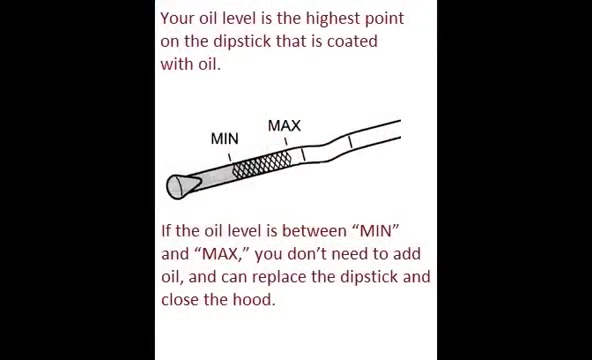 Your oil level is the highest point
on the dipstick that is coated
with oil.
MAX
MIN
If the oil level is between “MIN”
and “MAX,” you don’t need to add
oil, and can replace the dipstick and
close the hood.